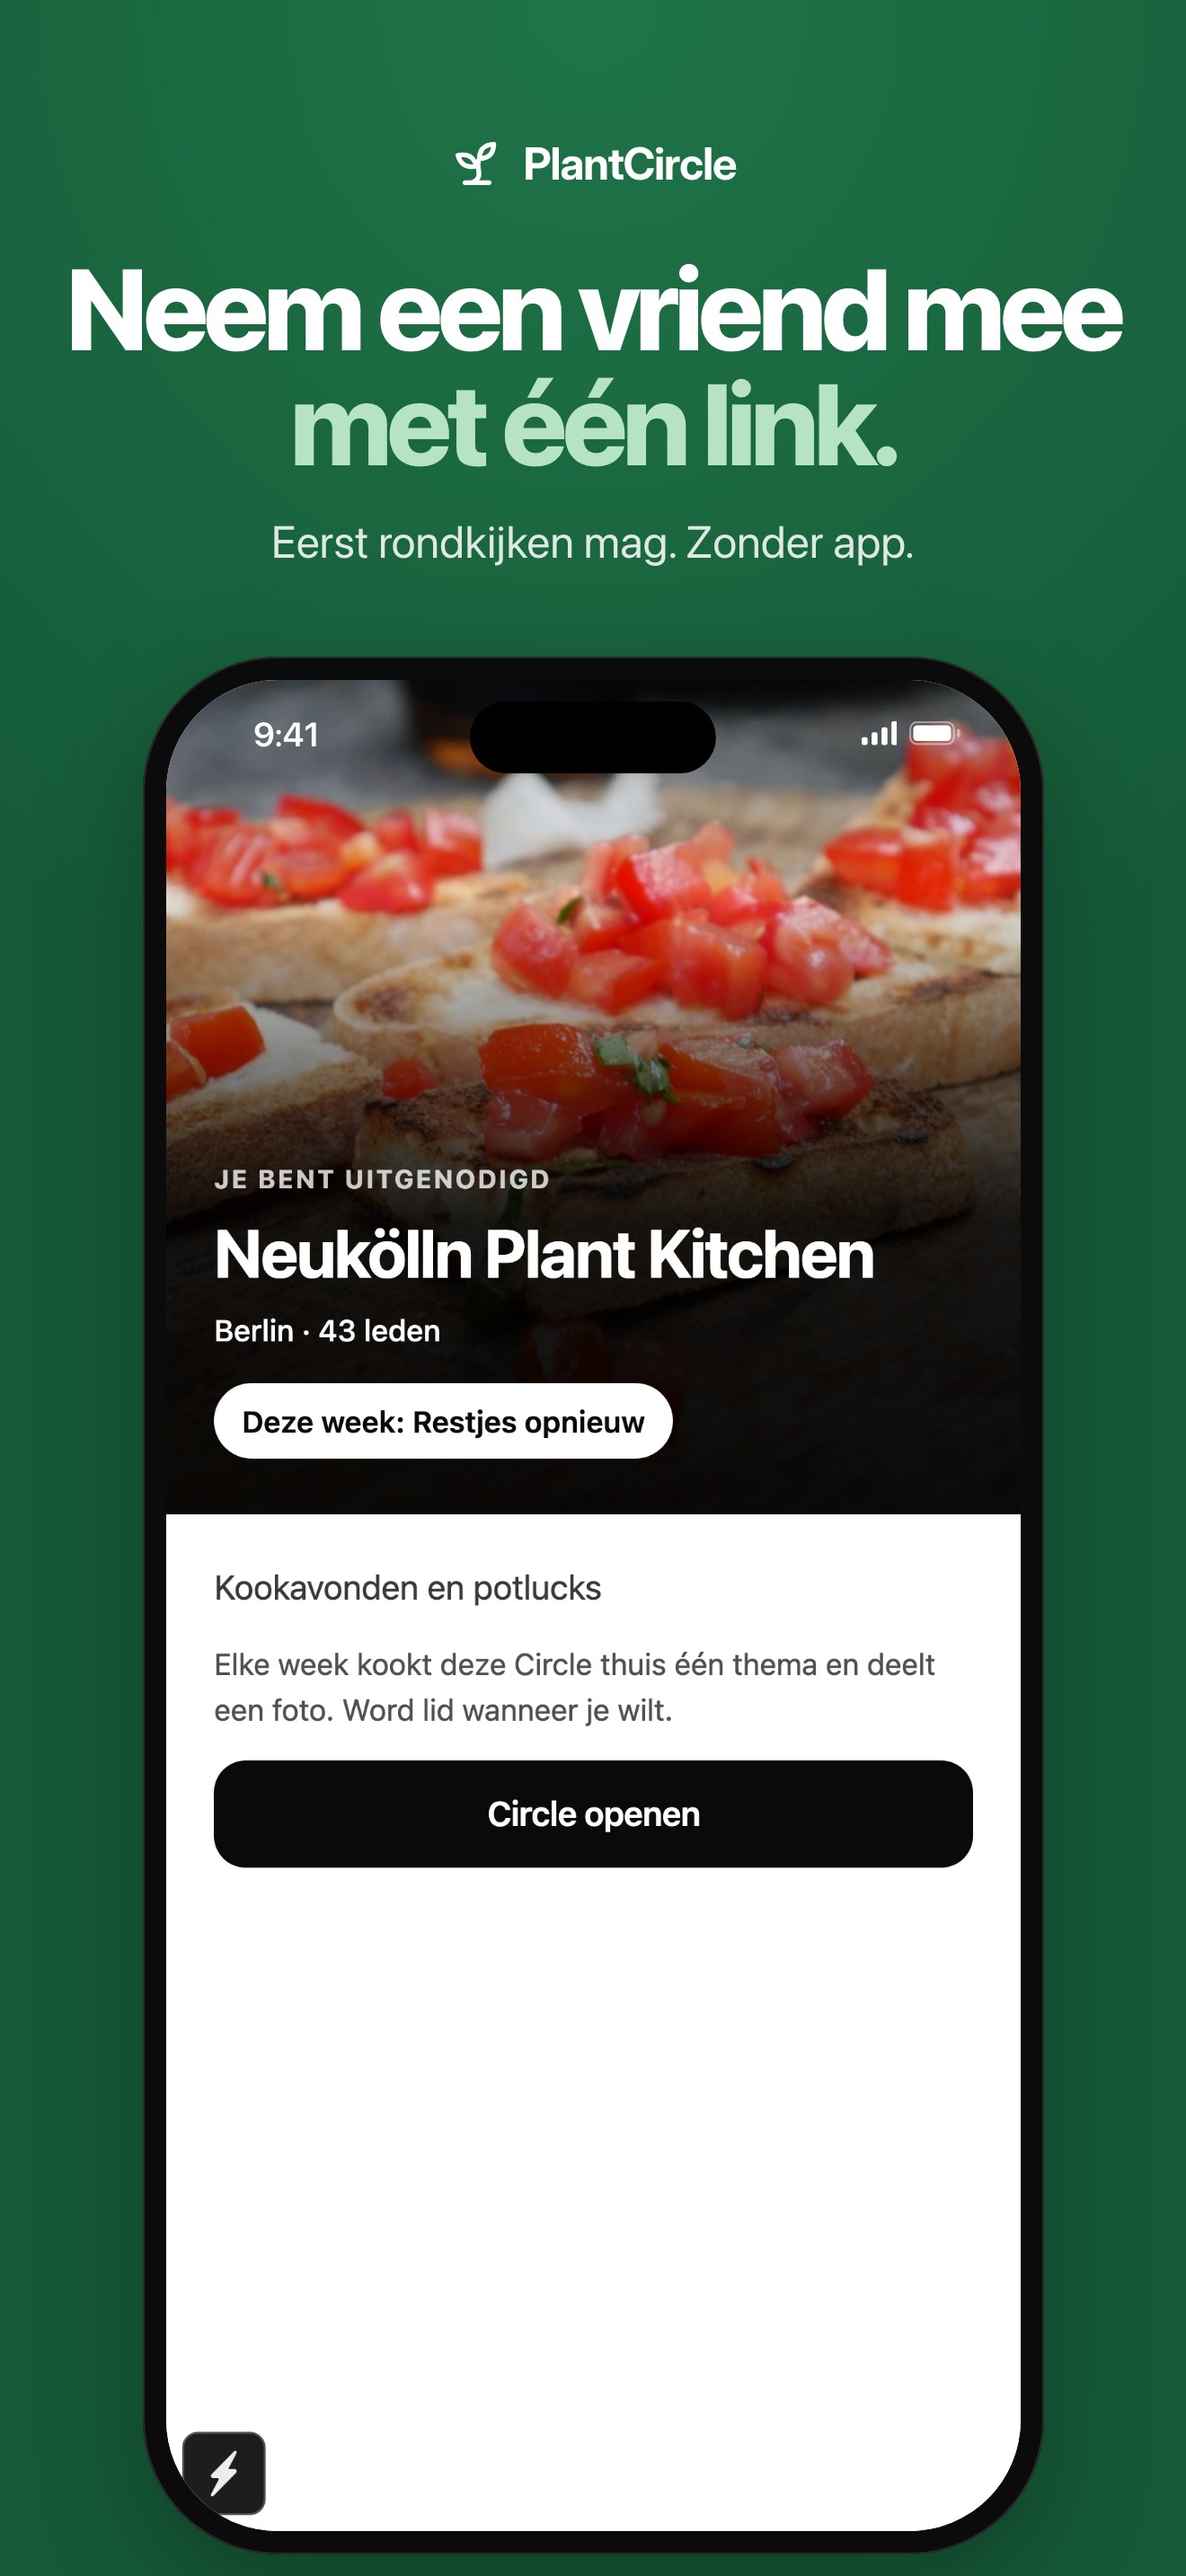 PlantCircle
Neem een vriend mee
met één link.
Eerst rondkijken mag. Zonder app.
9:41
JE BENT UITGENODIGD
Neukölln Plant Kitchen
Berlin · 43 leden
Deze week: Restjes opnieuw
Kookavonden en potlucks
Elke week kookt deze Circle thuis één thema en deelt
een foto. Word lid wanneer je wilt.
Circle openen